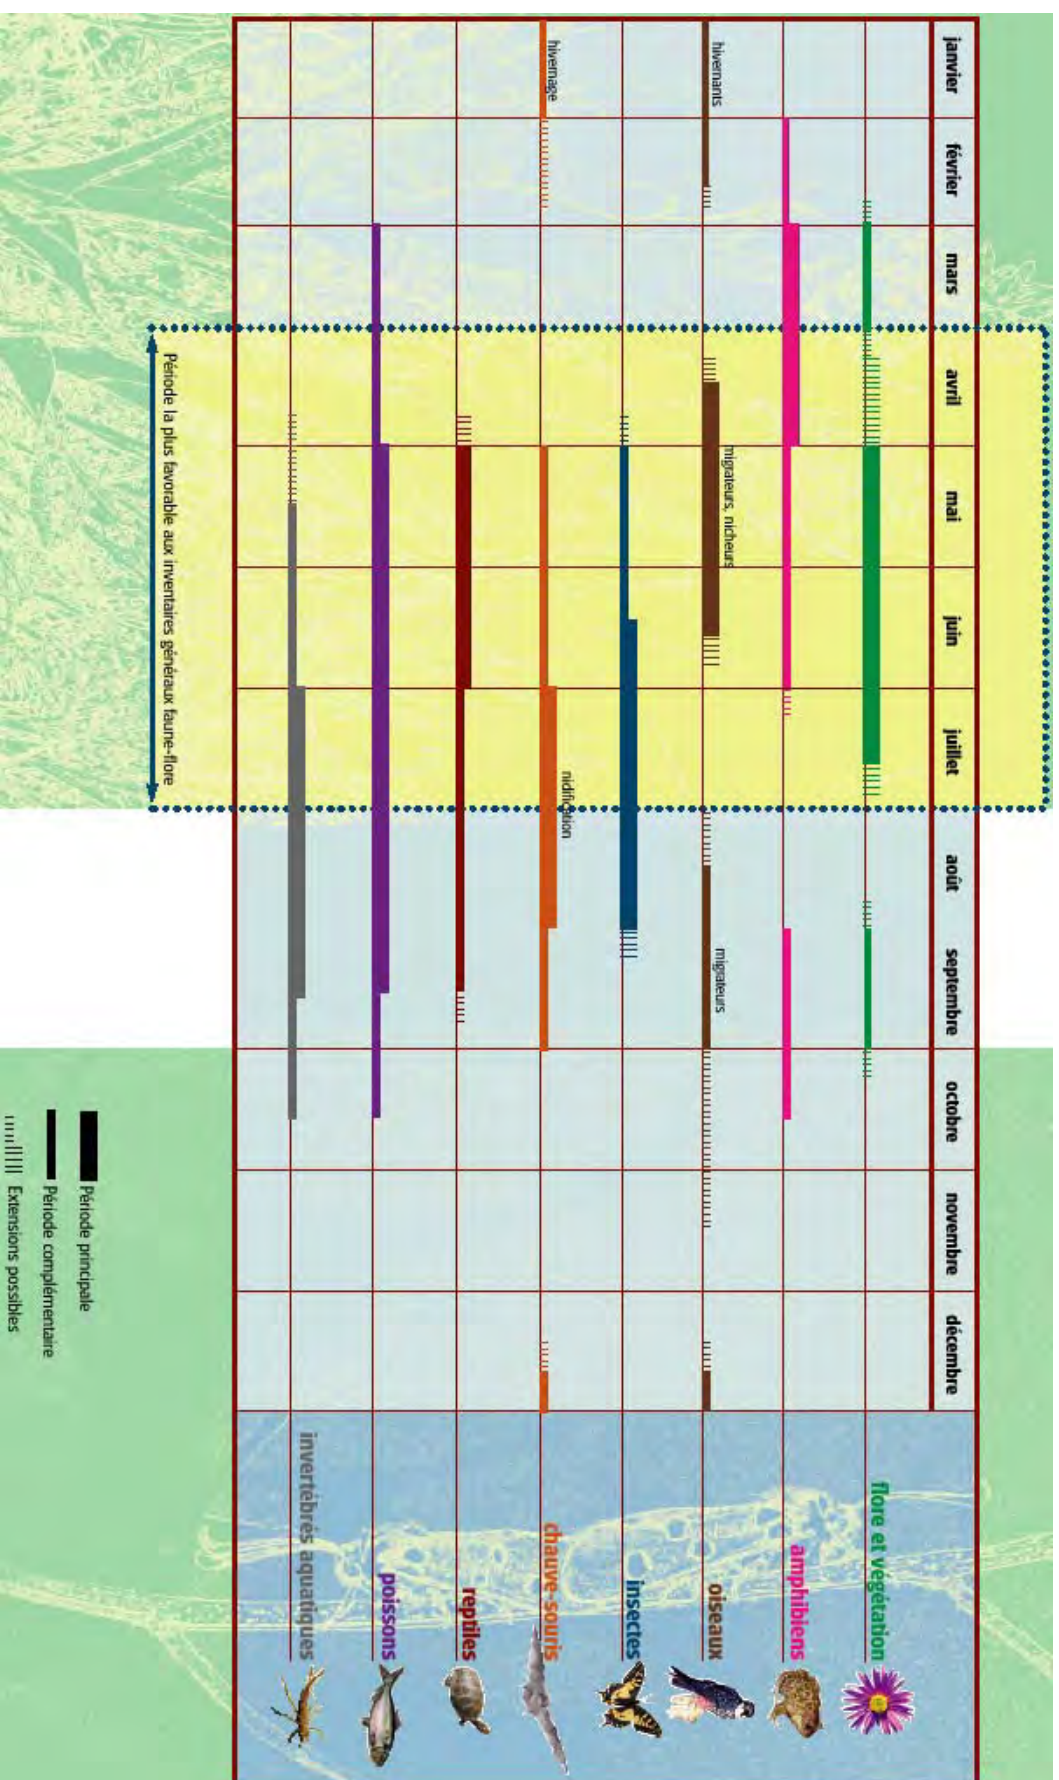 janvier
février
mars
avril
mai
juin
juillet
août
septembre
octobre
novembre
décembre
flore et végétation
amphibiens
hivernants
migrateurs, nicheurs
migrateurs
oiseaux
insectes
hivernage
nidification
chauve-souris
reptiles
poissons
invertébrés aquatiques
Période la plus favorable aux inventaires généraux faune-flore
Période principale
Période complémentaire
Extensions possibles